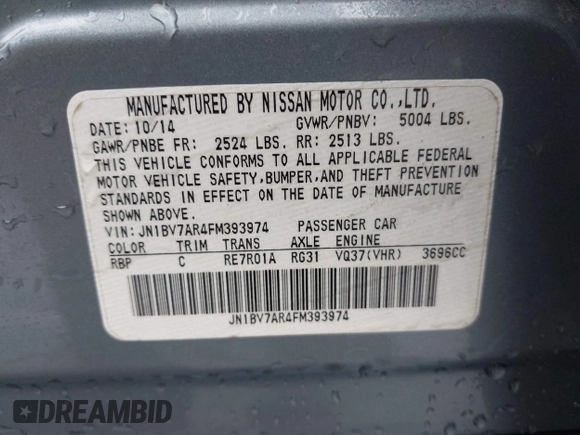 MANUFACTURED BY NISSAN MOTOR CO.,LTD.
DATE: 10/14 GVWR/PNBV: 5004 LBS.
GAWR/PNBE FR: 2524 LBS. RR: 2513 LBS.
THIS VEHICLE CONFORMS TO ALL APPLICABLE FEDERAL
MOTOR VEHICLE SAFETY,BUMPER,AND THEFT PREVENTION
STANDARDS IN EFFECT ON THE DATE OF MANUFACTURE
SHOWN ABOVE.
VIN: JN1BV7AR4FM393974 PASSENGER CAR
COLOR TRIM TRANS AXLE ENGINE
RBP C RE7R01A RG31 VQ37(VHR) 3696CC
JN1BV7AR4FM393974
DREAMBID